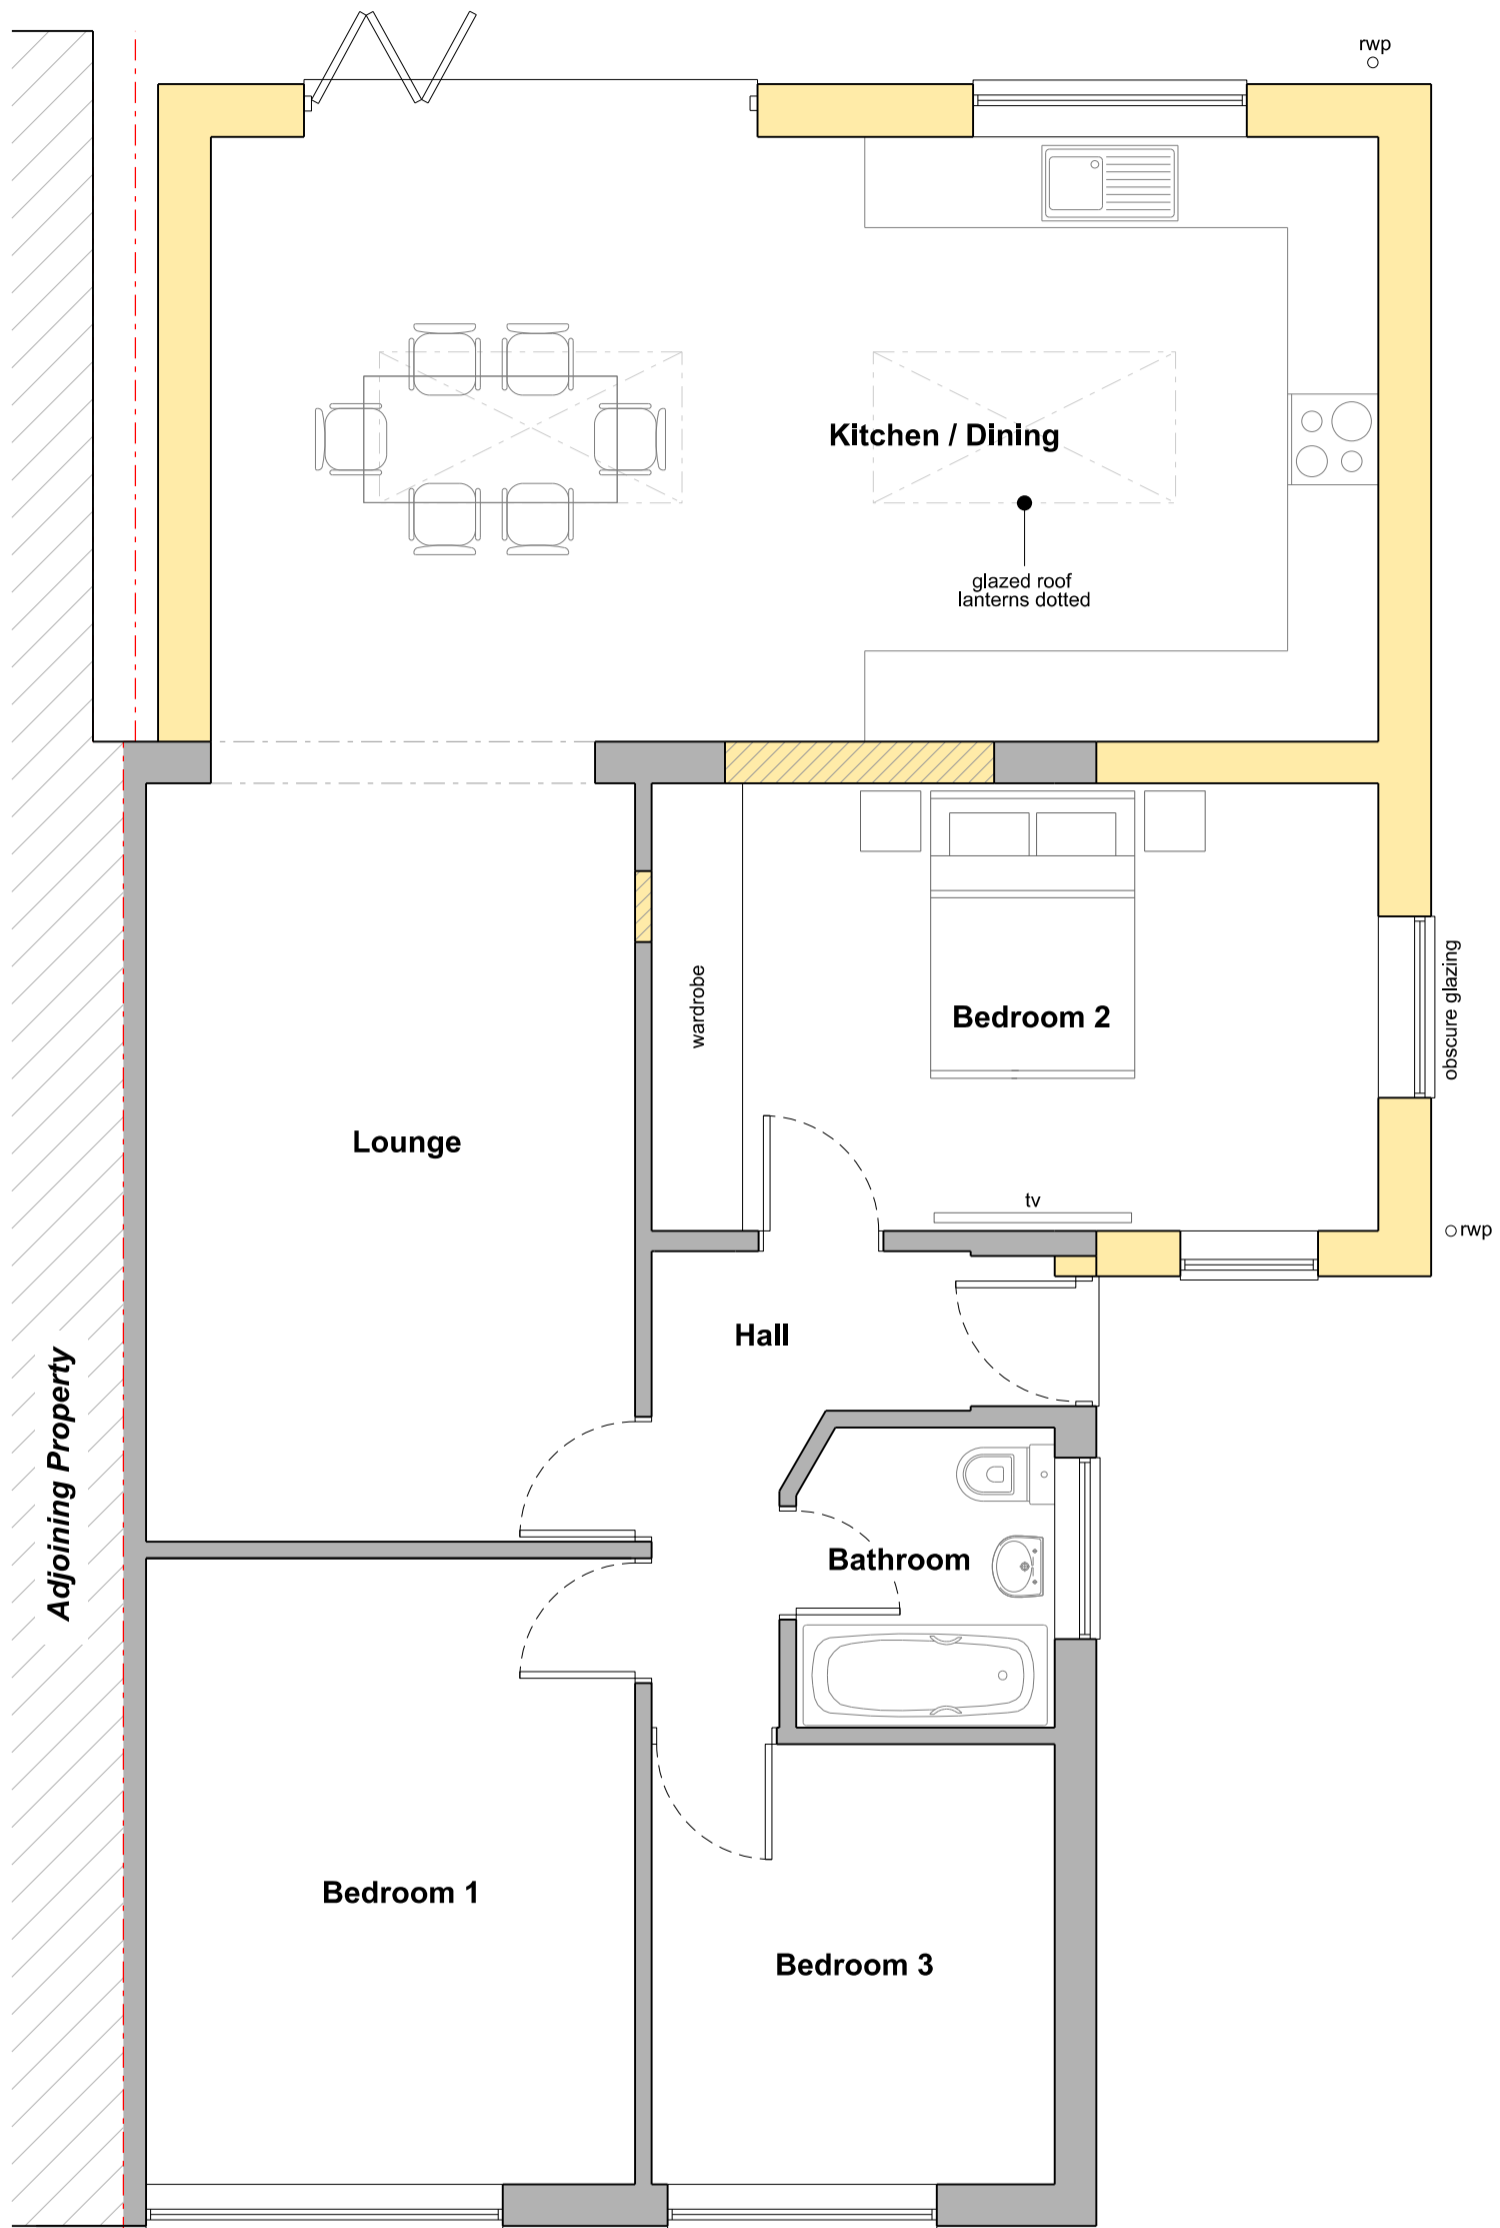 rwp
Kitchen / Dining
glazed roof
lanterns dotted
obscure glazing
wardrobe
Bedroom 2
Lounge
tv
rwp
Hall
Adjoining Property
Bathroom
Bedroom 1
Bedroom 3